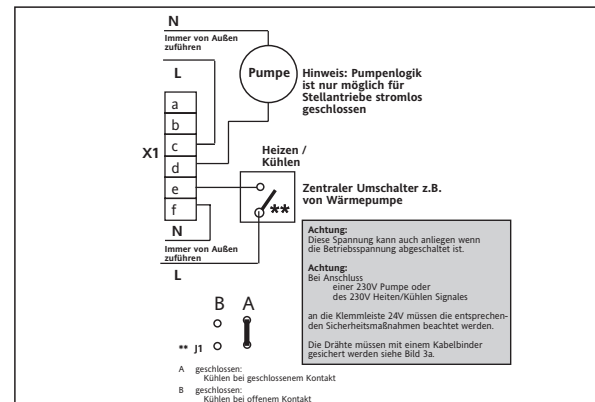 N
Immer von Außen
zuführen
L
Pumpe
Hinweis: Pumpenlogik
ist nur möglich für
Stellantriebe stromlos
geschlossen
X1
a
b
c
d
e
f
Heizen /
Kühlen
**
Zentraler Umschalter z.B.
von Wärmepumpe
N
Immer von Außen
zuführen
L
Achtung:
Diese Spannung kann auch anliegen wenn
die Betriebsspannung abgeschaltet ist.
Achtung:
Bei Anschluss
einer 230V Pumpe oder
des 230V Heiten/Kühlen Signales
an die Klemmleiste 24V müssen die entsprechen-
den Sicherheitsmaßnahmen beachtet werden.
Die Drähte müssen mit einem Kabelbinder
gesichert werden siehe Bild 3a.
B A
** J1
A geschlossen:
Kühlen bei geschlossenem Kontakt
B geschlossen:
Kühlen bei offenem Kontakt